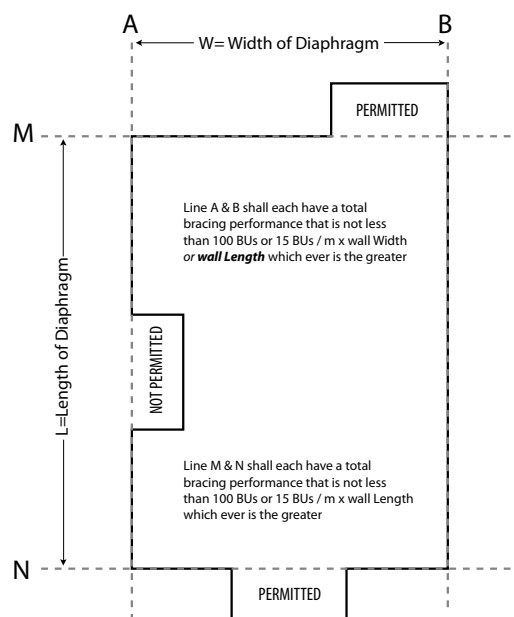 A
B
W= Width of Diaphragm
PERMITTED
M
Line A & B shall each have a total
bracing performance that is not less
than 100 BUs or 15 BUs / m x wall Width
or wall Length which ever is the greater
L=Length of Diaphragm
NOT PERMITTED
Line M & N shall each have a total
bracing performance that is not less
than 100 BUs or 15 BUs / m x wall Length
which ever is the greater
N
PERMITTED